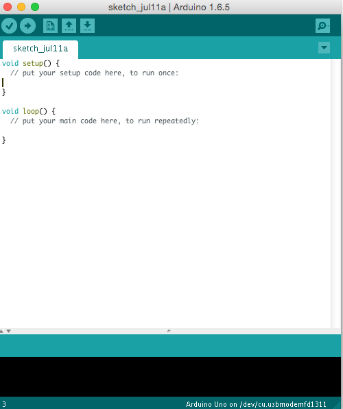 sketch_jul11a | Arduino 1.6.5
sketch_jul11a
void setup() {
  // put your setup code here, to run once:
}
void loop() {
  // put your main code here, to run repeatedly:
}
3
Arduino Uno on /dev/cu.usbmodemfd1311